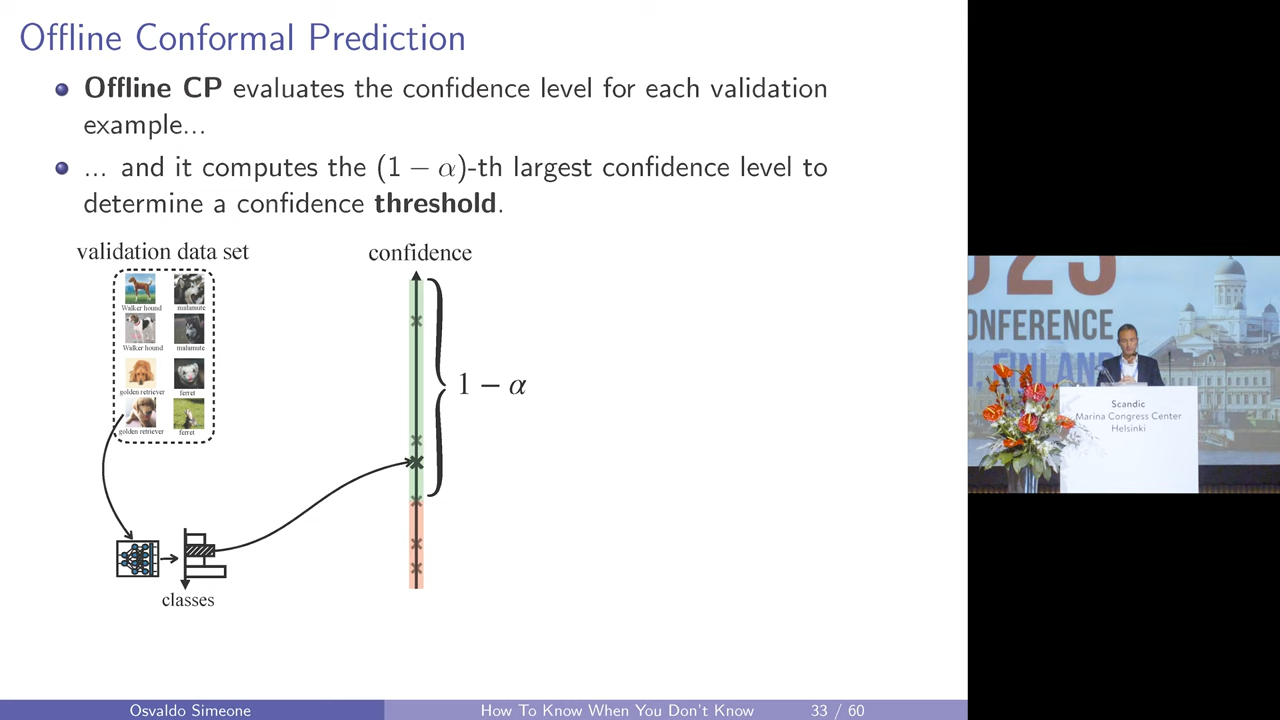 Offline Conformal Prediction
Offline CP evaluates the confidence level for each validation
example...
... and it computes the (1 − α)-th largest confidence level to
determine a confidence threshold.
validation data set
confidence
Walker hound
malamute
Walker hound
malamute
golden retriever
ferret
golden retriever
ferret
1 − α
classes
Osvaldo Simeone
How To Know When You Don't Know
33 / 60
2023
ONFERENCE
FINLAND
Scandic
Marina Congress Center
Helsinki